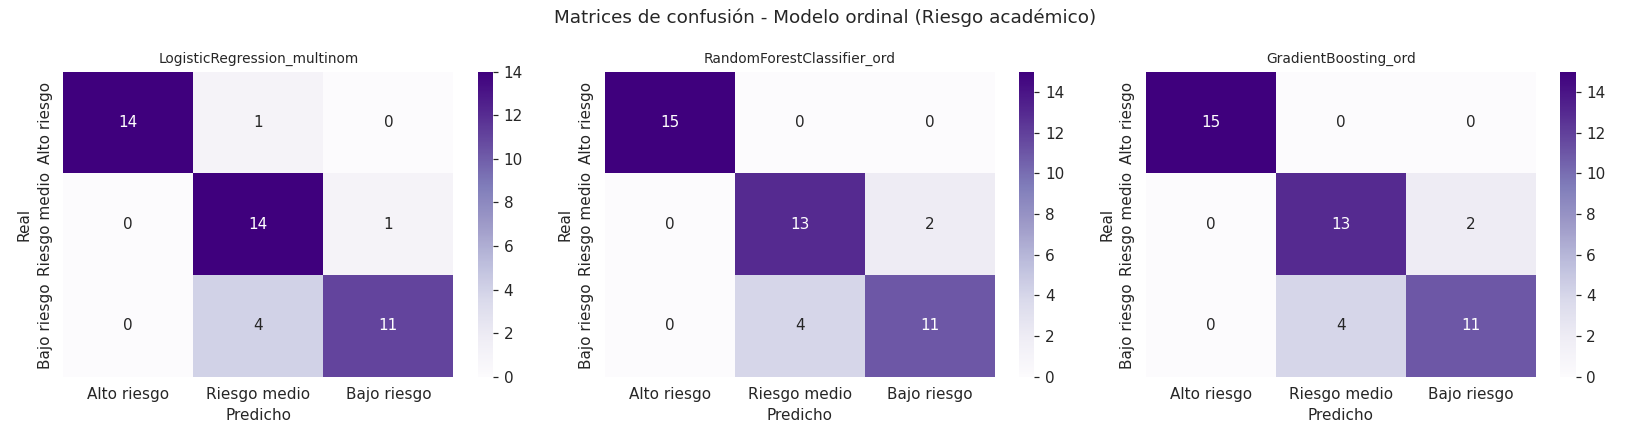 Matrices de confusión - Modelo ordinal (Riesgo académico)
LogisticRegression_multinom
Real
Alto riesgo
Riesgo medio
Bajo riesgo
14 1 0
0 14 1
0 4 11
Alto riesgo Riesgo medio Bajo riesgo
Predicho
14
12
10
8
6
4
2
0
RandomForestClassifier_ord
Real
Alto riesgo
Riesgo medio
Bajo riesgo
15 0 0
0 13 2
0 4 11
Alto riesgo Riesgo medio Bajo riesgo
Predicho
14
12
10
8
6
4
2
0
GradientBoosting_ord
Real
Alto riesgo
Riesgo medio
Bajo riesgo
15 0 0
0 13 2
0 4 11
Alto riesgo Riesgo medio Bajo riesgo
Predicho
14
12
10
8
6
4
2
0